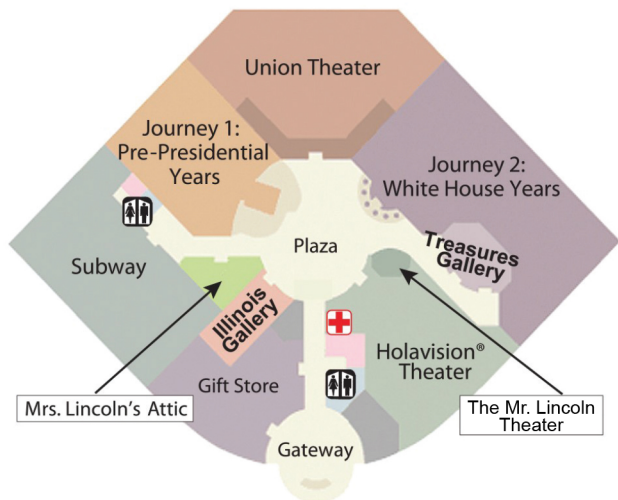 Union Theater
Journey 1:
Pre-Presidential
Years
Journey 2:
White House Years
Plaza
Treasures
Gallery
Subway
Illinois
Gallery
Holavision®
Theater
Gift Store
Mrs. Lincoln's Attic
The Mr. Lincoln
Theater
Gateway